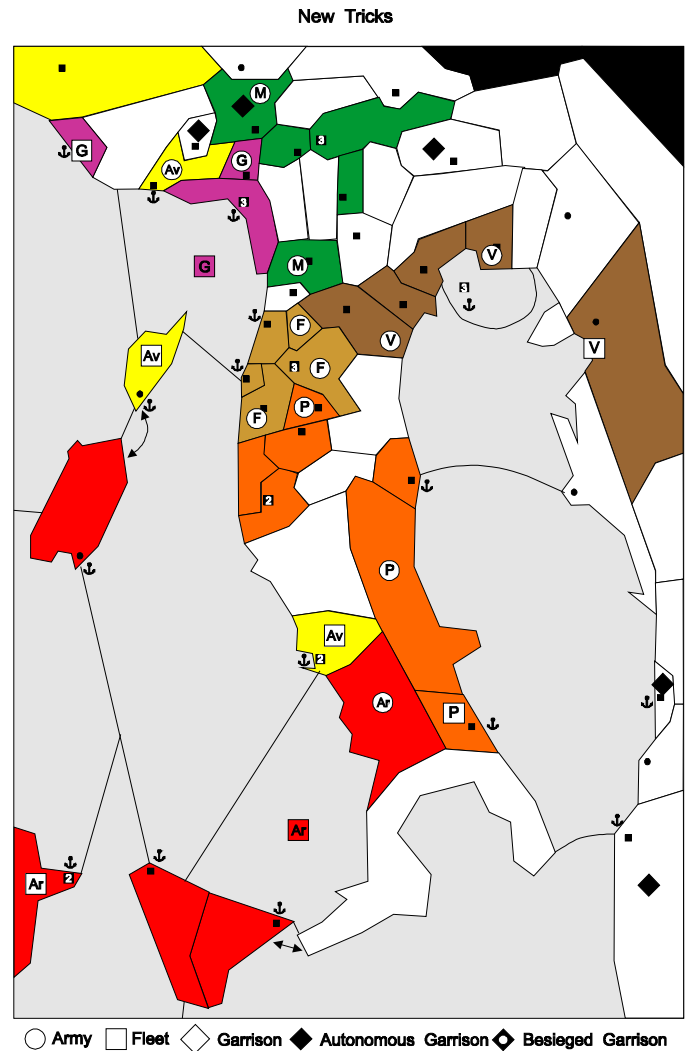 New Tricks
M
3
G
G
Av
3
G
M
V
3
F
V
V
Av
3
F
P
F
2
P
Av
2
Ar
P
Ar
Ar
2
Army Fleet Garrison Autonomous Garrison Besieged Garrison